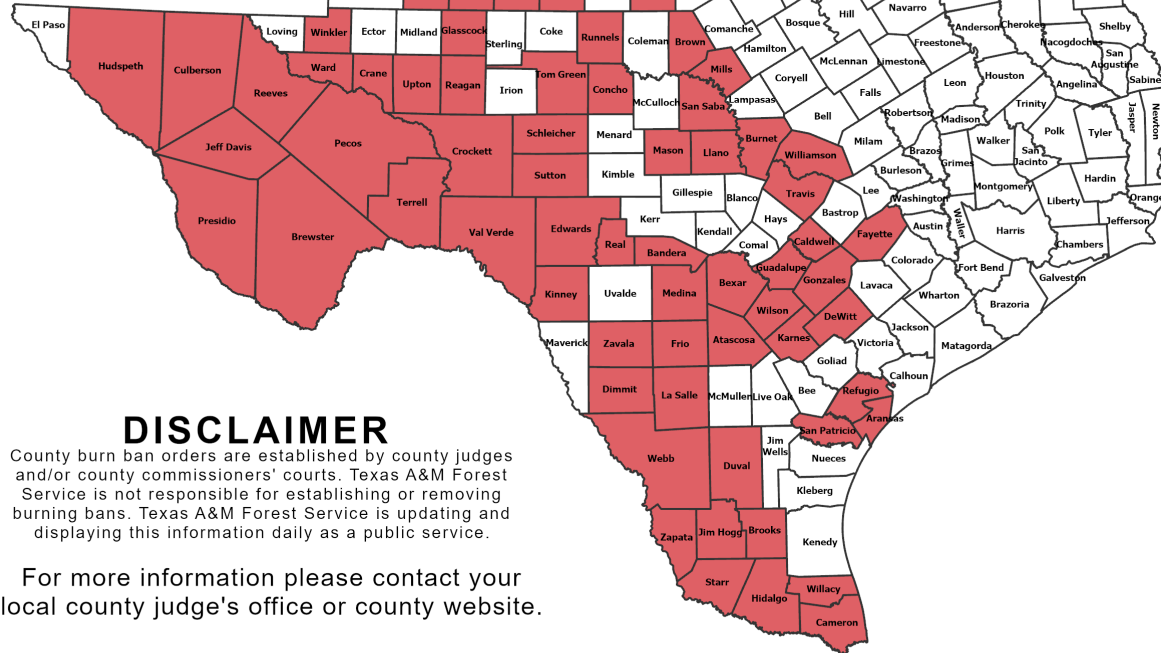 El Paso
Hudspeth
Culberson
Loving
Winkler
Ector
Midland
Glasscock
Sterling
Coke
Runnels
Coleman
Brown
Comanche
Hamilton
Bosque
Hill
Navarro
Anderson
Cherokee
Nacogdoches
Shelby
San
Augustine
Sabine
Freestone
Limestone
McLennan
Coryell
Mills
Reeves
Ward
Crane
Upton
Reagan
Irion
Tom Green
Concho
McCulloch
San Saba
Lampasas
Bell
Falls
Robertson
Leon
Houston
Angelina
Trinity
Madison
Walker
Polk
Tyler
Jasper
Newton
Jeff Davis
Pecos
Crockett
Schleicher
Menard
Mason
Llano
Burnet
Williamson
Milam
Brazos
Grimes
San
Jacinto
Hardin
Orange
Sutton
Kimble
Gillespie
Blanco
Travis
Lee
Burleson
Washington
Montgomery
Liberty
Jefferson
Terrell
Presidio
Brewster
Val Verde
Edwards
Real
Kerr
Kendall
Hays
Comal
Bastrop
Caldwell
Fayette
Austin
Waller
Harris
Chambers
Galveston
Bandera
Guadalupe
Gonzales
Colorado
Fort Bend
Brazoria
Kinney
Uvalde
Medina
Bexar
Wilson
Lavaca
Wharton
DeWitt
Karnes
Atascosa
Maverick
Zavala
Frio
Jackson
Victoria
Matagorda
Goliad
Calhoun
Dimmit
La Salle
McMullen
Live Oak
Bee
Refugio
Aransas
San Patricio
Webb
Duval
Jim
Wells
Nueces
Kleberg
Kenedy
Zapata
Jim Hogg
Brooks
Starr
Hidalgo
Willacy
Cameron
DISCLAIMER
County burn ban orders are established by county judges
and/or county commissioners' courts. Texas A&M Forest
Service is not responsible for establishing or removing
burning bans. Texas A&M Forest Service is updating and
displaying this information daily as a public service.
For more information please contact your
local county judge's office or county website.